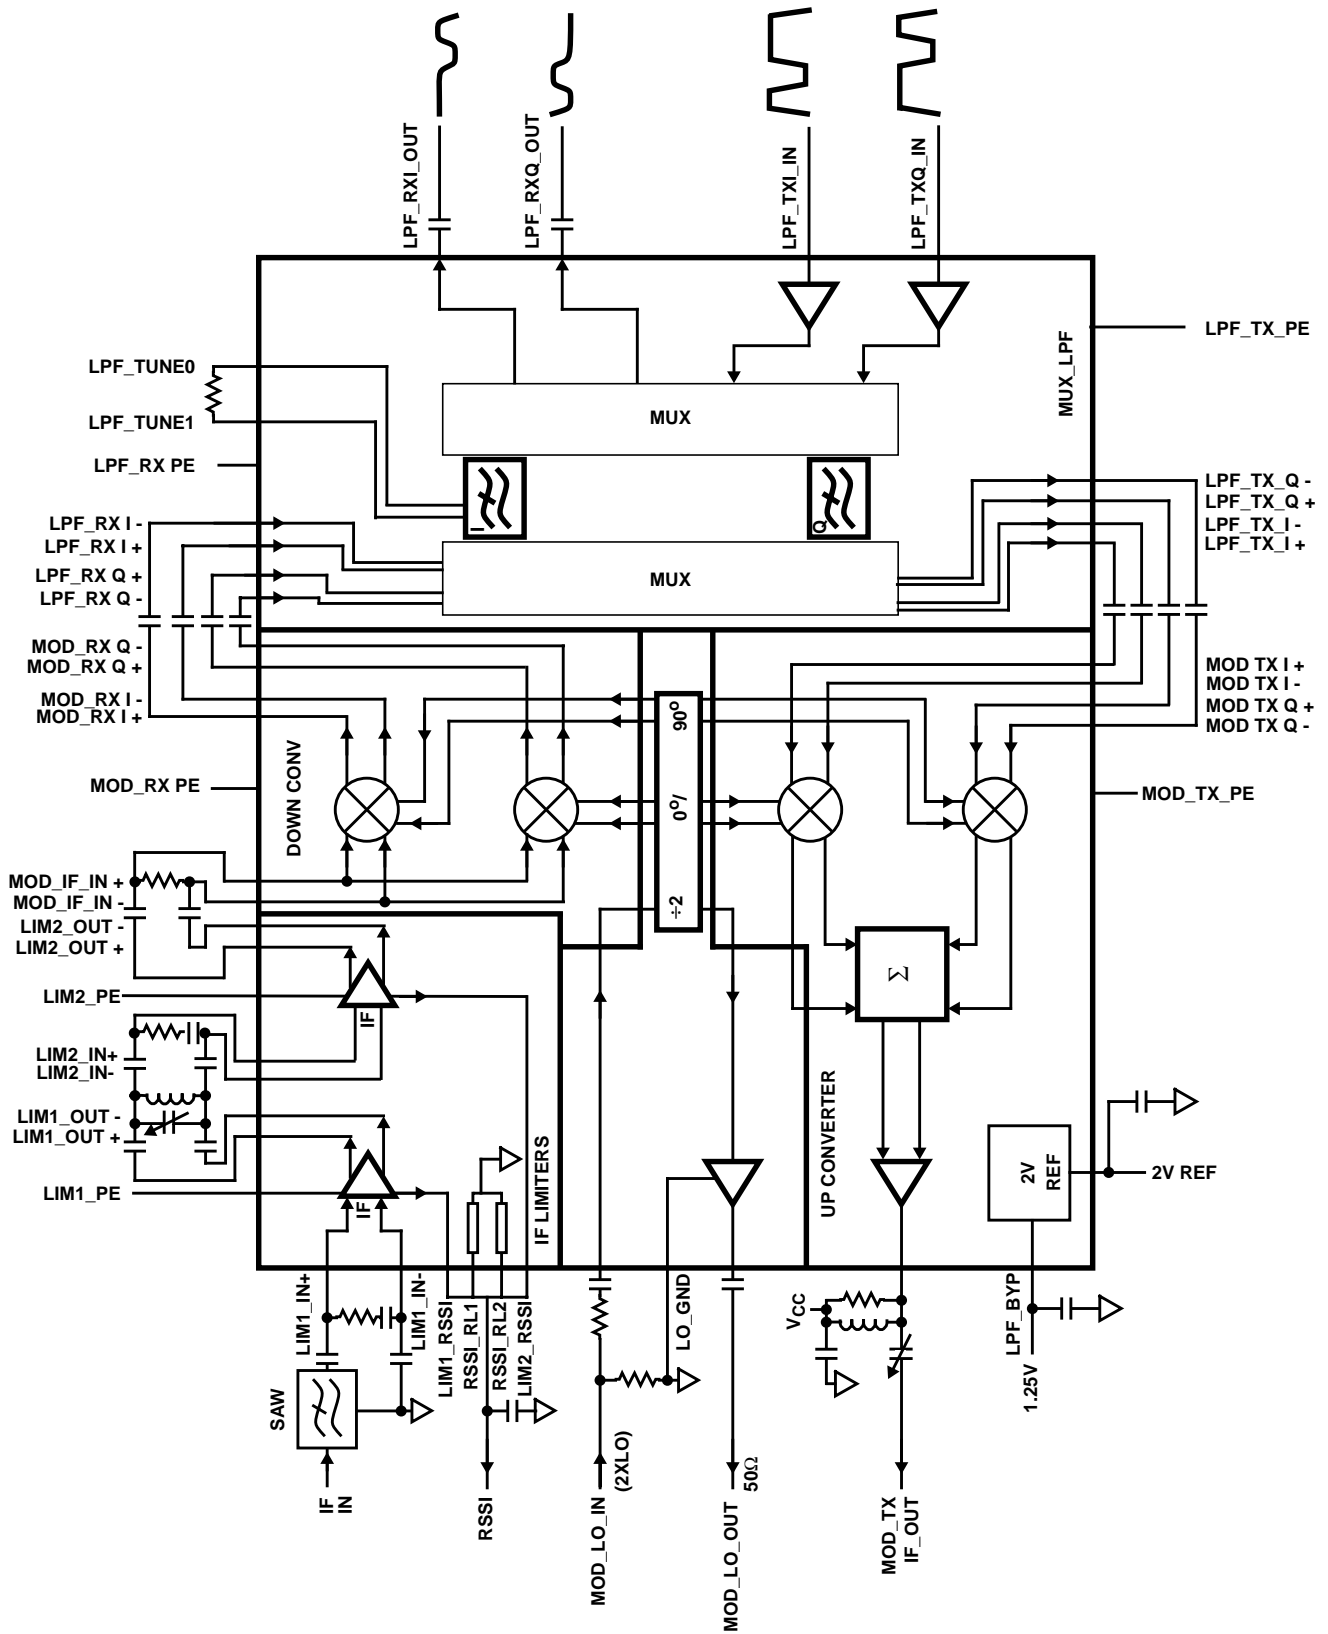 LPF_RXI_OUT
LPF_RXQ_OUT
LPF_TXI_IN
LPF_TXQ_IN
LPF_TUNE0
LPF_TUNE1
LPF_RX PE
LPF_RX I -
LPF_RX I +
LPF_RX Q +
LPF_RX Q -
MOD_RX Q -
MOD_RX Q +
MOD_RX I -
MOD_RX I +
MOD_RX PE
MOD_IF_IN +
MOD_IF_IN -
LIM2_OUT -
LIM2_OUT +
LIM2_PE
LIM2_IN+
LIM2_IN-
LIM1_OUT -
LIM1_OUT +
LIM1_PE
MUX
I
Q
MUX
MUX_LPF
DOWN CONV
0º/
90º
÷2
IF
IF
IF LIMITERS
Σ
UP CONVERTER
2V
REF
LPF_TX_PE
LPF_TX_Q -
LPF_TX_Q +
LPF_TX_I -
LPF_TX_I +
MOD TX I +
MOD TX I -
MOD TX Q +
MOD TX Q -
MOD_TX_PE
2V REF
LIM1_IN+
LIM1_IN-
LIM1_RSSI
RSSI_RL1
RSSI_RL2
LIM2_RSSI
LO_GND
VCC
LPF_BYP
1.25V
SAW
IF
IN
RSSI
MOD_LO_IN
(2XLO)
MOD_LO_OUT
50Ω
MOD_TX
IF_OUT